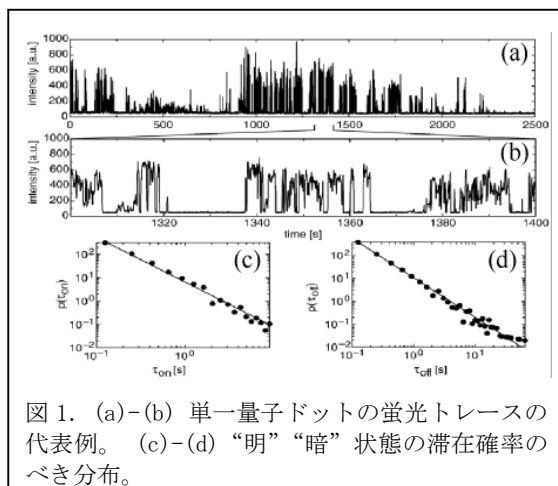 1000
800
600
400
200
0
intensity [a.u.]
(a)
0 500 1000 1500 2000 2500
1000
800
600
400
200
0
intensity [a.u.]
(b)
1320 1340 1360 1380 1400
time [s]
10²
10¹
10⁰
10⁻¹
p(τon)
(c)
10⁻¹ 10⁰
τon [s]
10²
10¹
10⁰
10⁻¹
10⁻²
p(τoff)
(d)
10⁻¹ 10⁰ 10¹
τoff [s]
図 1. (a)-(b) 単一量子ドットの蛍光トレースの
代表例。 (c)-(d) “明”“暗” 状態の滞在確率の
べき分布。